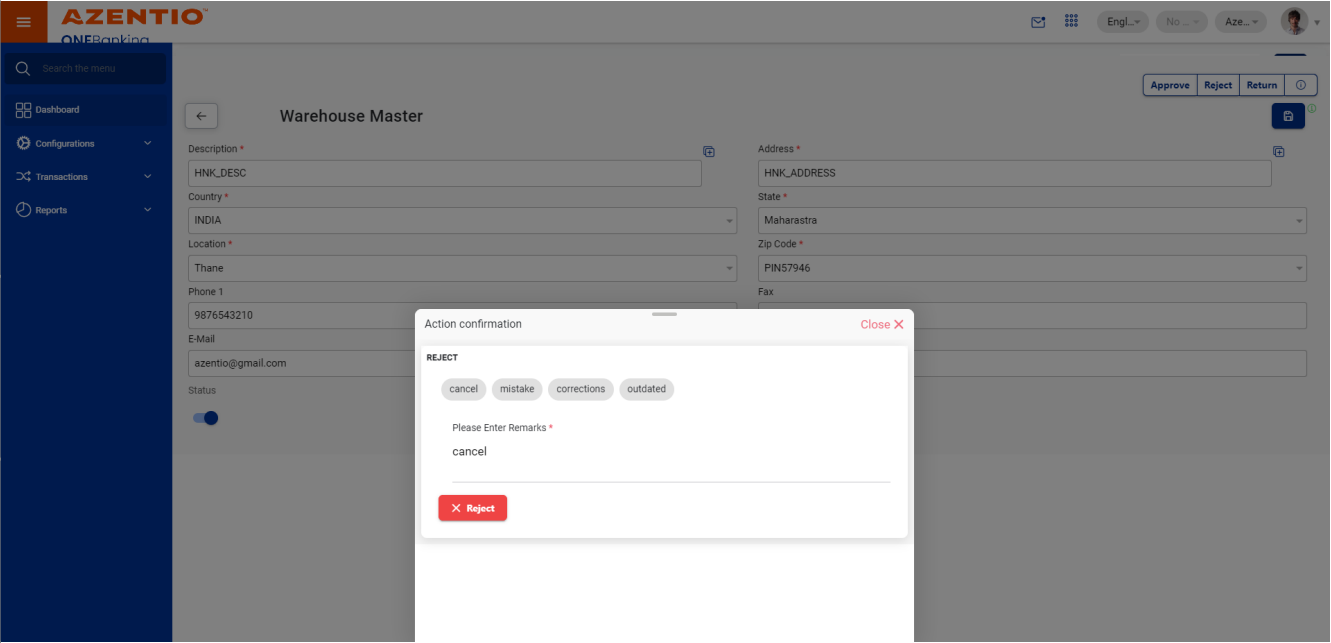 AZENTIO™
ONEBanking
Engl...
No ...
Aze...
Search the menu
Dashboard
Configurations
Transactions
Reports
Approve Reject Return
Warehouse Master
Description * Address *
HNK_DESC HNK_ADDRESS
Country * State *
INDIA Maharastra
Location * Zip Code *
Thane PIN57946
Phone 1 Fax
9876543210
E-Mail
azentio@gmail.com
Status
Action confirmation Close
REJECT
cancel mistake corrections outdated
Please Enter Remarks *
cancel
Reject